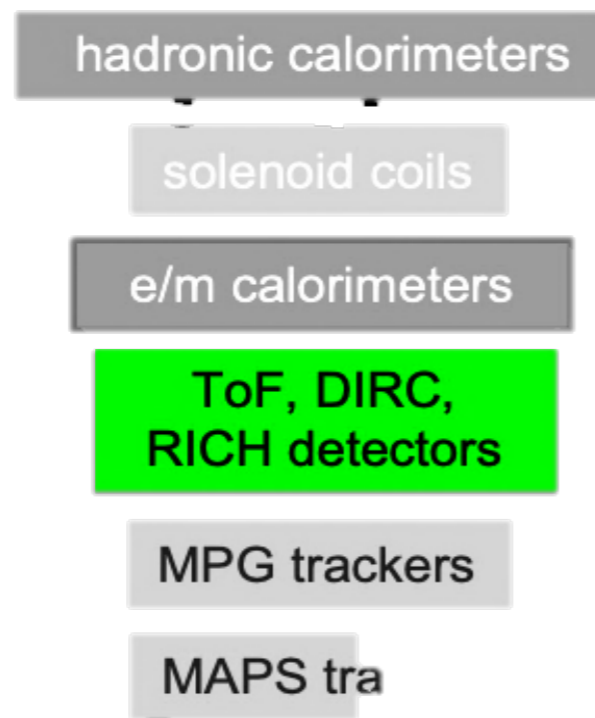 hadronic calorimeters
solenoid coils
e/m calorimeters
ToF, DIRC,
RICH detectors
MPG trackers
MAPS tra